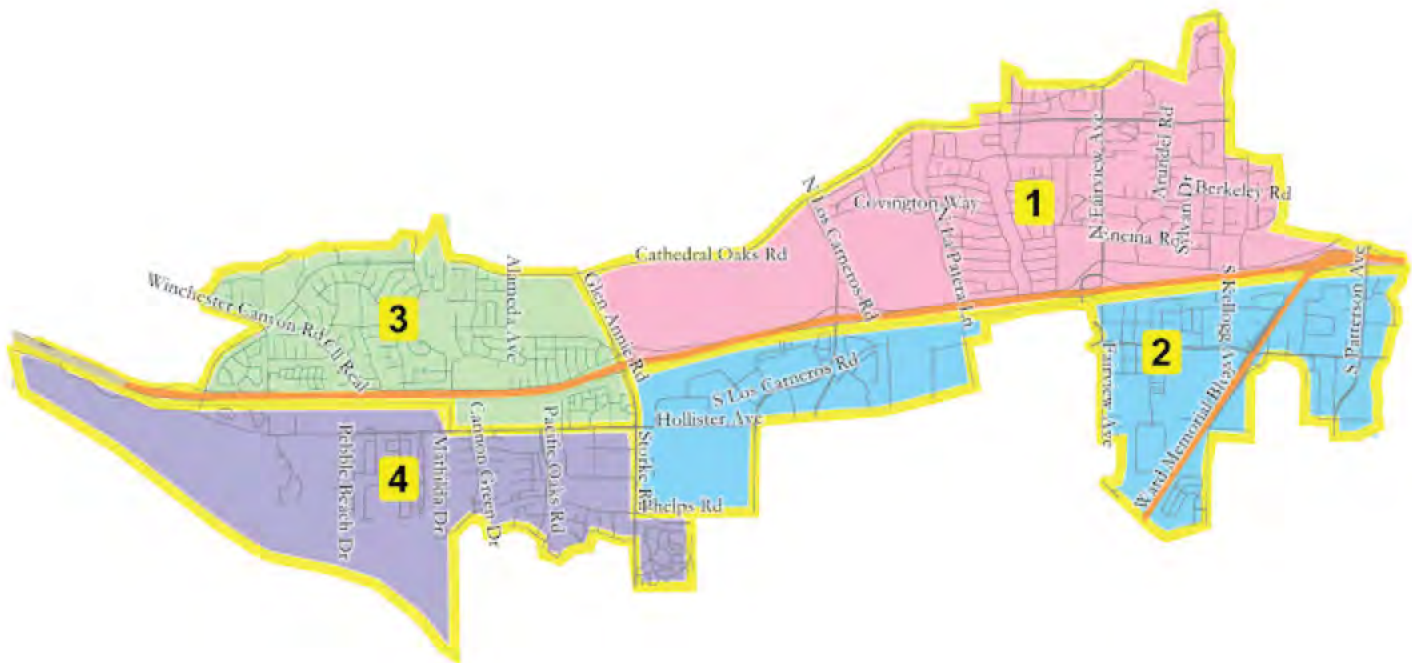 N Fairview Ave
Arundel Rd
N Los Carneros Rd
Covington Way
1
Sylvan Dr
Berkeley Rd
N La Patera Ln
Encina Rd
Cathedral Oaks Rd
Almeda Ave
Glen Annie Rd
S Kellogg Ave
S Patterson Ave
Winchester Canyon Rd
3
Cll Real
2
Fairview Ave
S Los Carneros Rd
Hollister Ave
Ward Memorial Blvd
Pebble Beach Dr
4
Mathilda Dr
Cannon Green Dr
Pacific Oaks Rd
Storke Rd
Phelps Rd